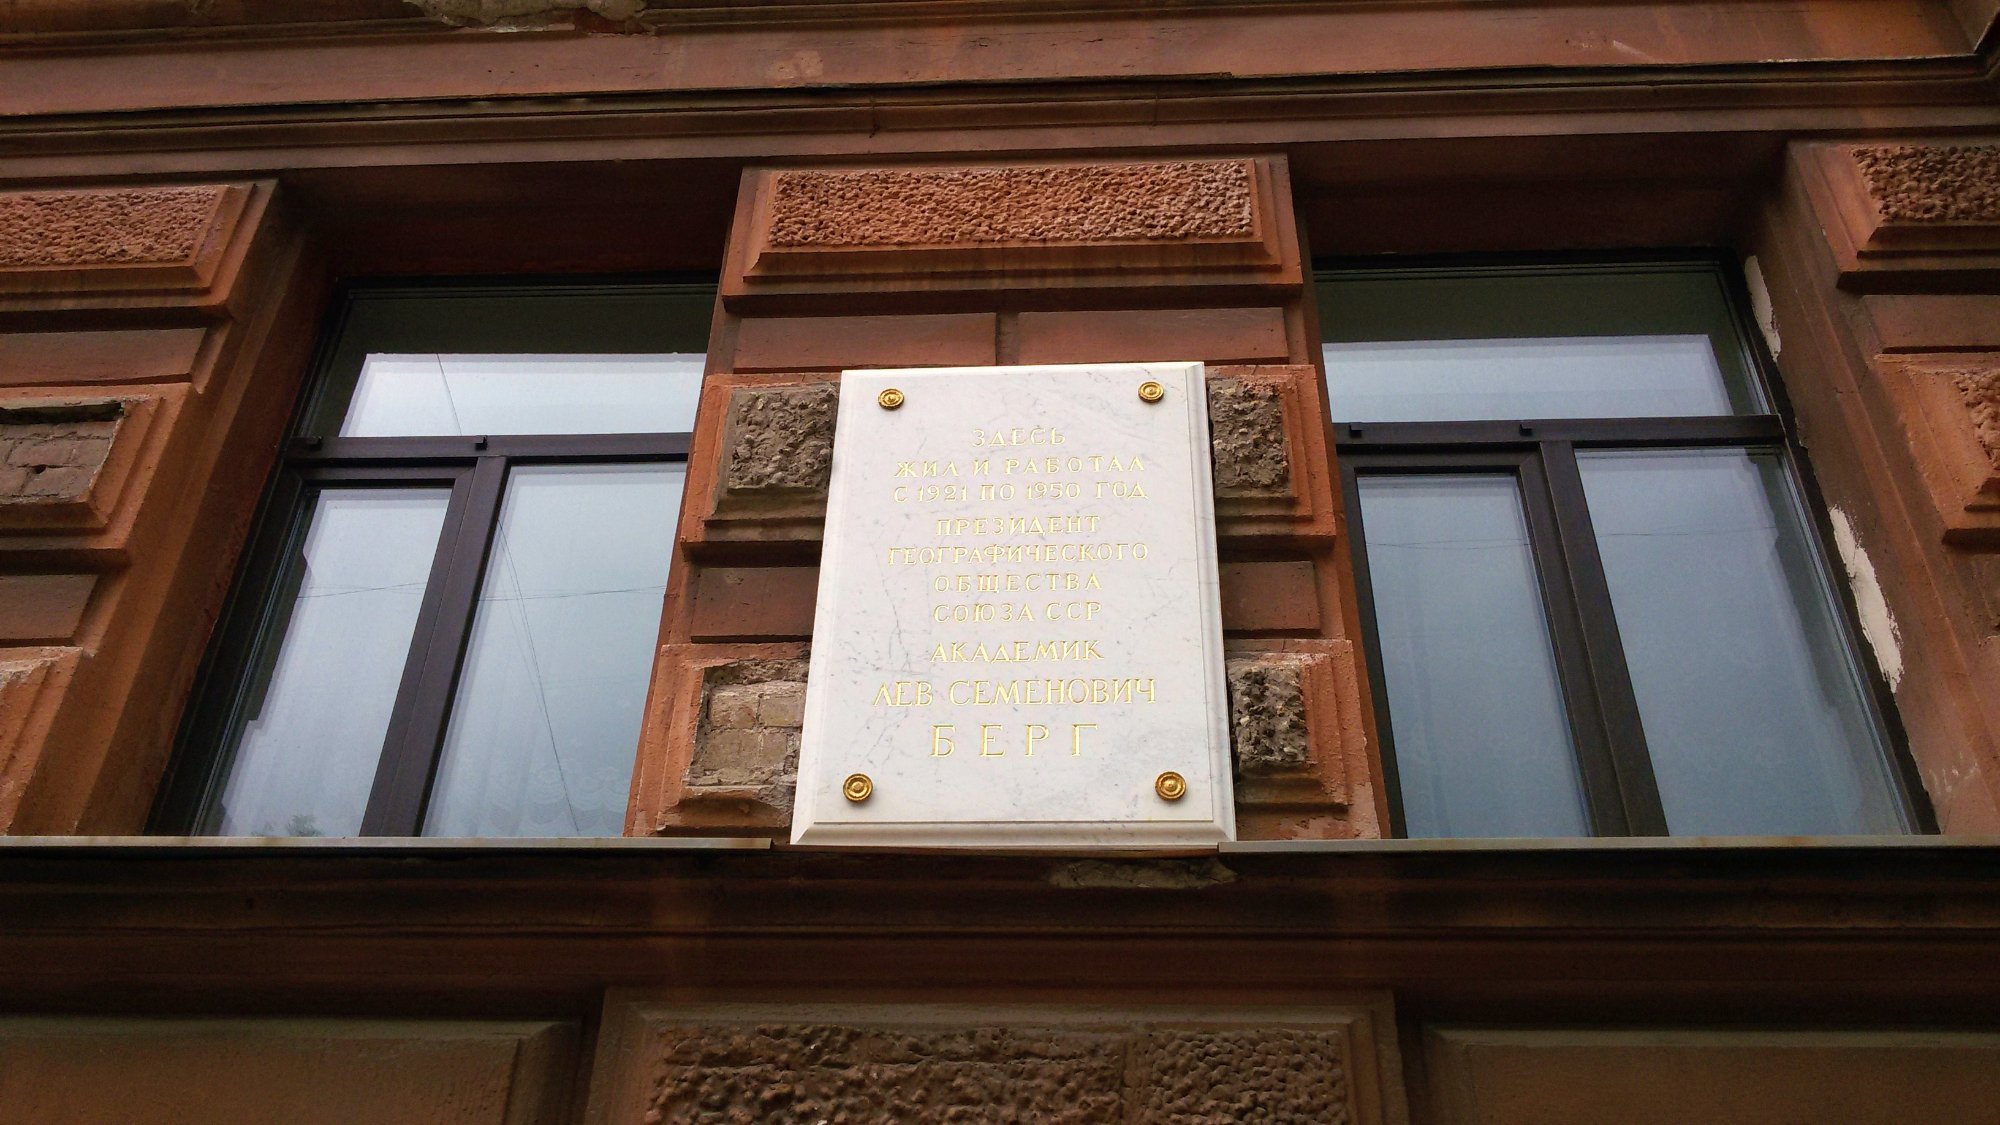 ЗДЕСЬ
ЖИЛ И РАБОТАЛ
С 1921 ПО 1950 ГОД
ПРЕЗИДЕНТ
ГЕОГРАФИЧЕСКОГО
ОБЩЕСТВА
СОЮЗА ССР
АКАДЕМИК
ЛЕВ СЕМЕНОВИЧ
БЕРГ